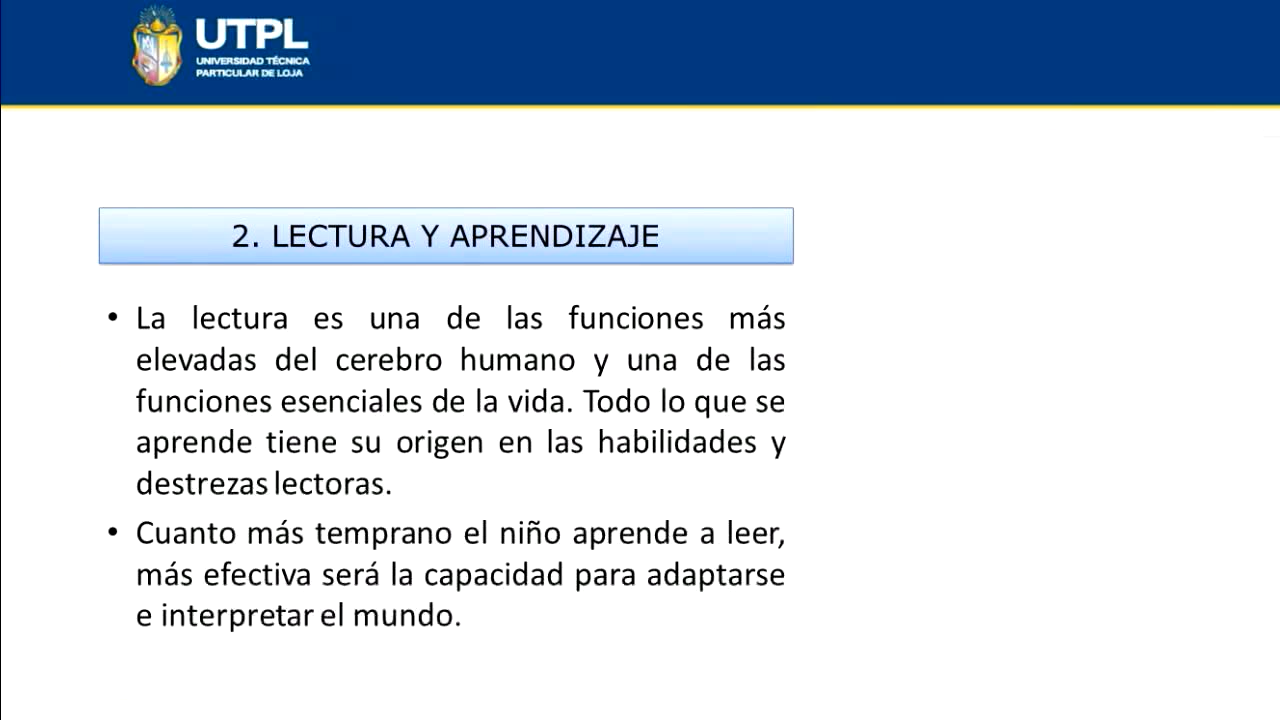 UTPL
UNIVERSIDAD TÉCNICA
PARTICULAR DE LOJA
2. LECTURA Y APRENDIZAJE
• La lectura es una de las funciones más
elevadas del cerebro humano y una de las
funciones esenciales de la vida. Todo lo que se
aprende tiene su origen en las habilidades y
destrezas lectoras.
• Cuanto más temprano el niño aprende a leer,
más efectiva será la capacidad para adaptarse
e interpretar el mundo.